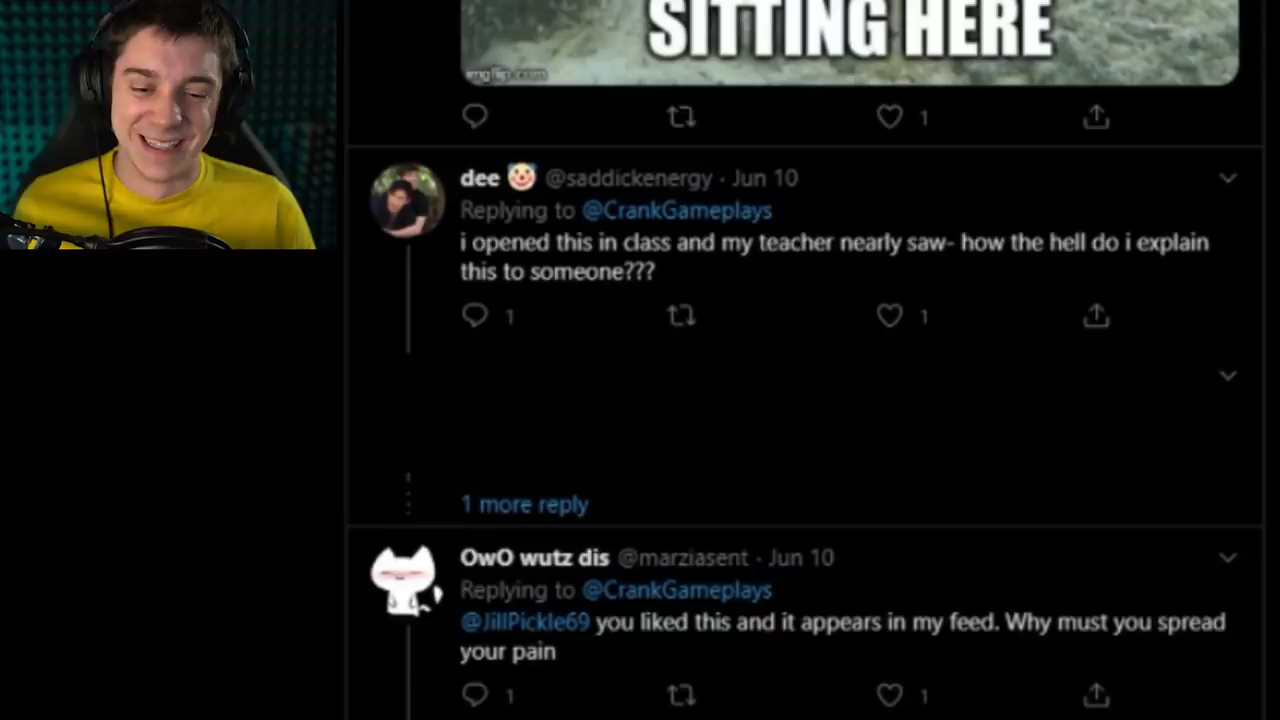 SITTING HERE
imgflip.com
1
dee 🤡 @saddickenergy · Jun 10
Replying to @CrankGameplays
i opened this in class and my teacher nearly saw- how the hell do i explain
this to someone???
1 1
1 more reply
OwO wutz dis @marziasent · Jun 10
Replying to @CrankGameplays
@JillPickle69 you liked this and it appears in my feed. Why must you spread
your pain
1 1